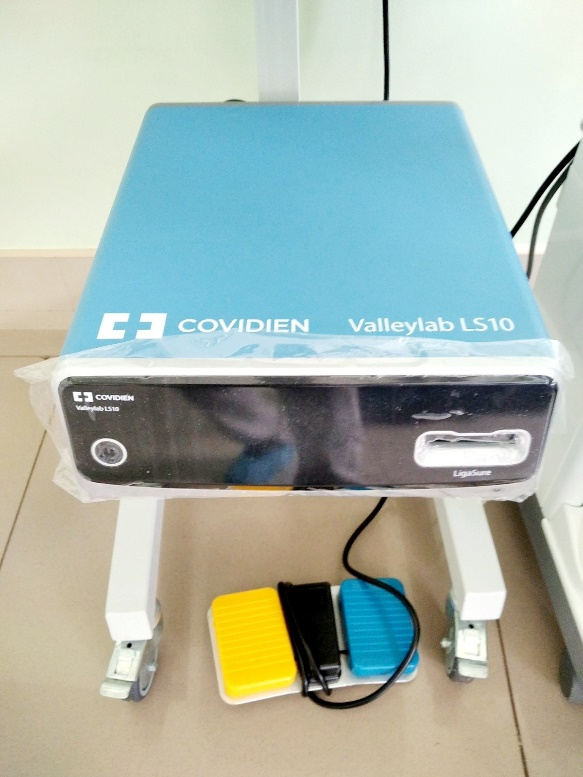 COVIDIEN Valleylab LS10
COVIDIEN
Valleylab LS10
LigaSure